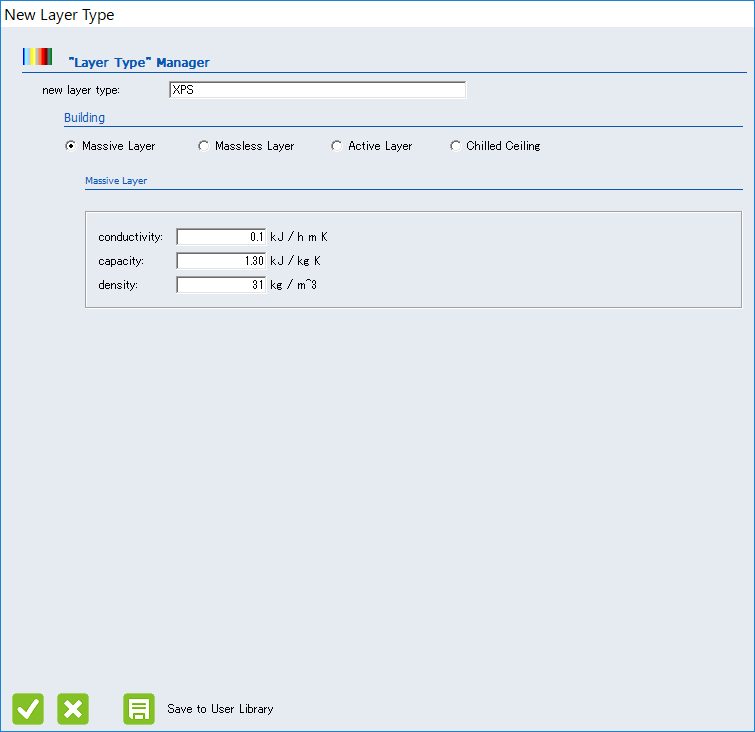 New Layer Type
"Layer Type" Manager
new layer type: XPS
Building
Massive Layer Massless Layer Active Layer Chilled Ceiling
Massive Layer
conductivity: 0.1 kJ / h m K
capacity: 1.30 kJ / kg K
density: 31 kg / m^3
Save to User Library